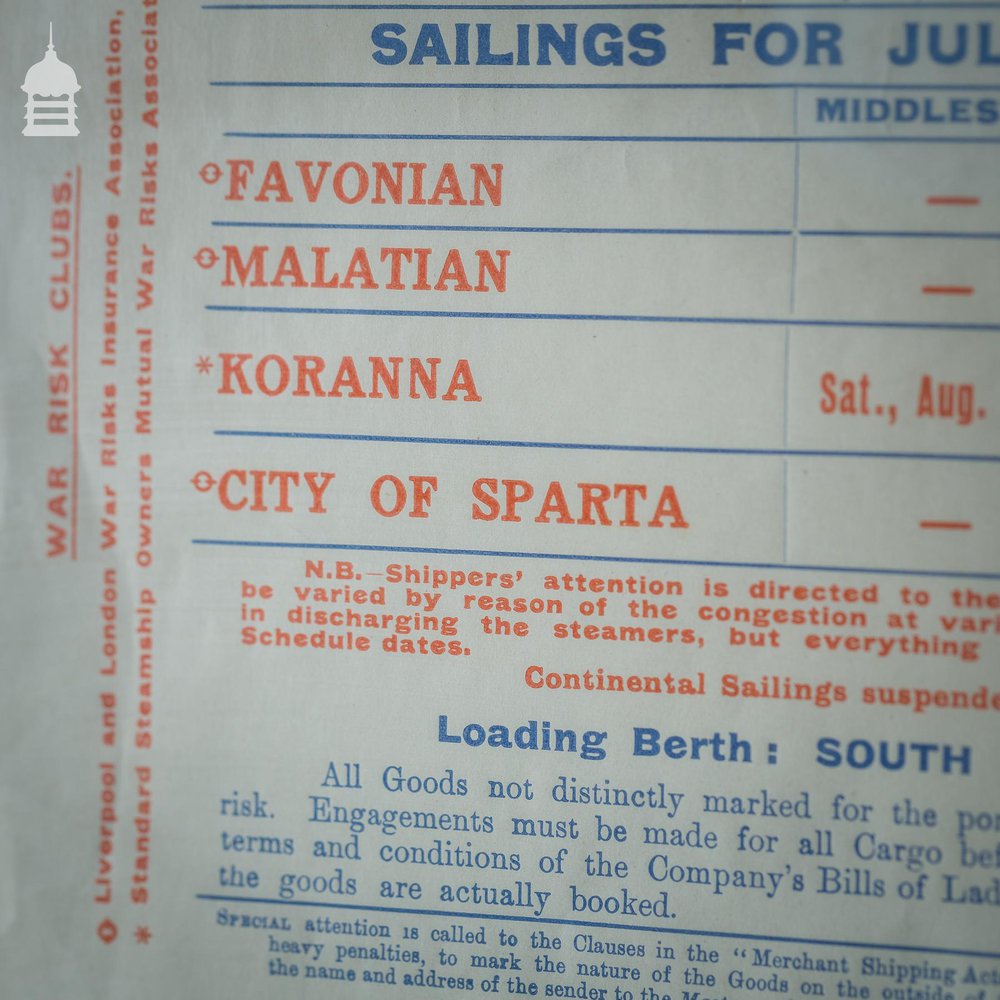 SAILINGS FOR JUL
MIDDLES
⊖FAVONIAN —
⊖MALATIAN —
*KORANNA Sat., Aug.
⊖CITY OF SPARTA —
N.B.—Shippers' attention is directed to the
be varied by reason of the congestion at vari
in discharging the steamers, but everything
Schedule dates.
Continental Sailings suspende
Loading Berth: SOUTH
All Goods not distinctly marked for the por
risk. Engagements must be made for all Cargo bef
terms and conditions of the Company's Bills of Lad
the goods are actually booked.
SPECIAL attention is called to the Clauses in the "Merchant Shipping Act
heavy penalties, to mark the nature of the Goods on the outside of
the name and address of the sender to the
WAR RISK CLUBS.
⊖ Liverpool and London War Risks Insurance Association,
* Standard Steamship Owners Mutual War Risks Associat